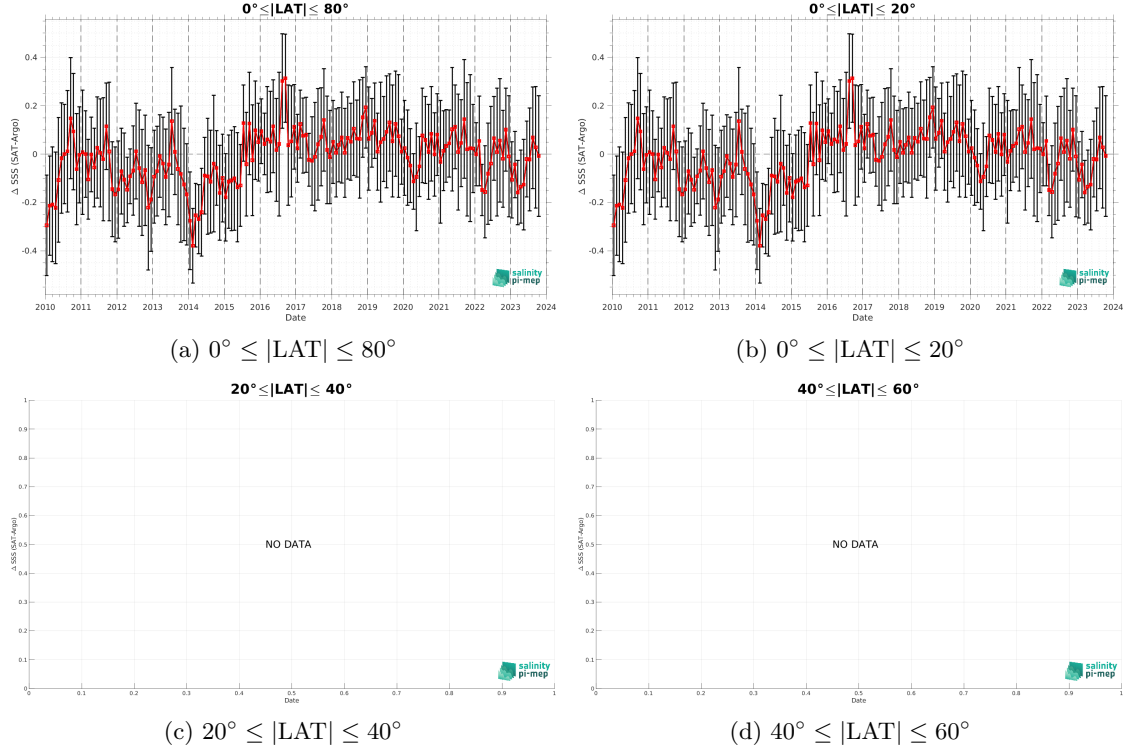 0°≤|LAT|≤ 80°
Δ SSS (SAT-Argo)
0.4
0.2
0
-0.2
-0.4
2010 2011 2012 2013 2014 2015 2016 2017 2018 2019 2020 2021 2022 2023 2024
Date
salinity
pi-mep
(a) 0° ≤ |LAT| ≤ 80°
0°≤|LAT|≤ 20°
Δ SSS (SAT-Argo)
0.4
0.2
0
-0.2
-0.4
2010 2011 2012 2013 2014 2015 2016 2017 2018 2019 2020 2021 2022 2023 2024
Date
salinity
pi-mep
(b) 0° ≤ |LAT| ≤ 20°
20°≤|LAT|≤ 40°
Δ SSS (SAT-Argo)
1
0.9
0.8
0.7
0.6
0.5
0.4
0.3
0.2
0.1
0
NO DATA
0 0.1 0.2 0.3 0.4 0.5 0.6 0.7 0.8 0.9 1
Date
salinity
pi-mep
(c) 20° ≤ |LAT| ≤ 40°
40°≤|LAT|≤ 60°
Δ SSS (SAT-Argo)
1
0.9
0.8
0.7
0.6
0.5
0.4
0.3
0.2
0.1
0
NO DATA
0 0.1 0.2 0.3 0.4 0.5 0.6 0.7 0.8 0.9 1
Date
salinity
pi-mep
(d) 40° ≤ |LAT| ≤ 60°